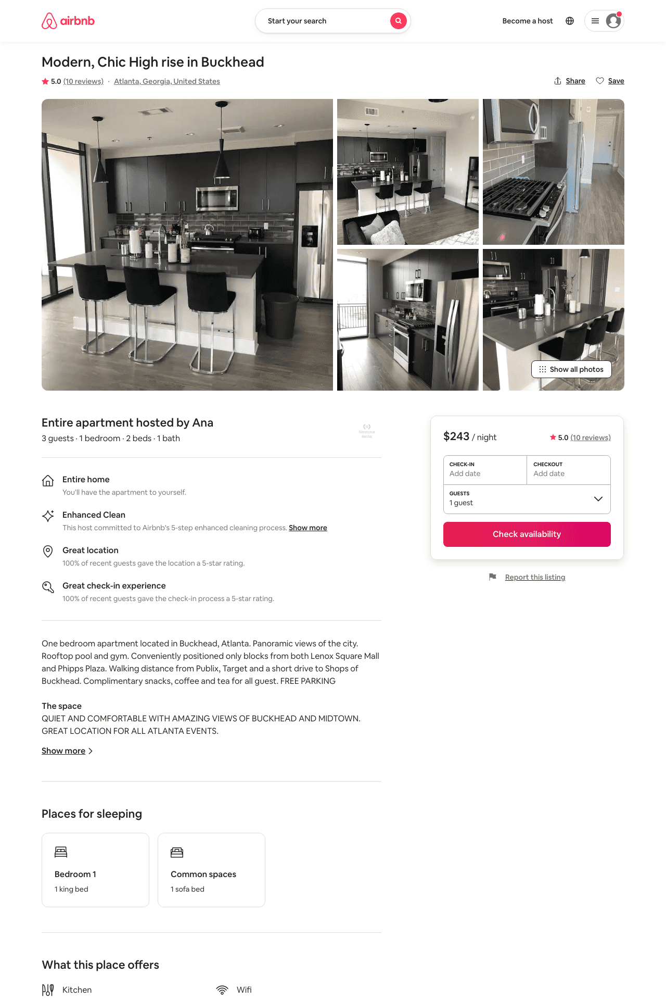 airbnb
Start your search
Become a host
Modern, Chic High rise in Buckhead
5.0 (10 reviews) · Atlanta, Georgia, United States
Share
Save
Show all photos
Entire apartment hosted by Ana
3 guests · 1 bedroom · 2 beds · 1 bath
Entire home
You'll have the apartment to yourself.
Enhanced Clean
This host committed to Airbnb's 5-step enhanced cleaning process. Show more
Great location
100% of recent guests gave the location a 5-star rating.
Great check-in experience
100% of recent guests gave the check-in process a 5-star rating.
$243 / night
5.0 (10 reviews)
CHECK-IN
Add date
CHECKOUT
Add date
GUESTS
1 guest
Check availability
Report this listing
One bedroom apartment located in Buckhead, Atlanta. Panoramic views of the city.
Rooftop pool and gym. Conveniently positioned only blocks from both Lenox Square Mall
and Phipps Plaza. Walking distance from Publix, Target and a short drive to Shops of
Buckhead. Complimentary snacks, coffee and tea for all guest. FREE PARKING
The space
QUIET AND COMFORTABLE WITH AMAZING VIEWS OF BUCKHEAD AND MIDTOWN.
GREAT LOCATION FOR ALL ATLANTA EVENTS.
Show more
Places for sleeping
Bedroom 1
1 king bed
Common spaces
1 sofa bed
What this place offers
Kitchen
Wifi